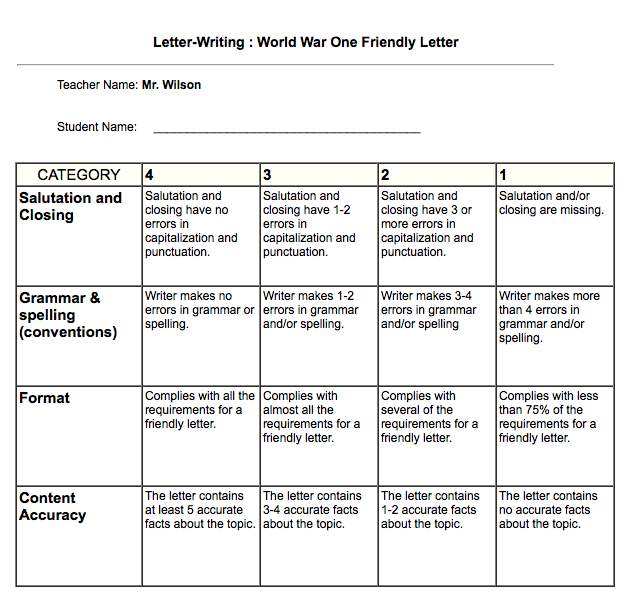 Letter-Writing : World War One Friendly Letter
Teacher Name: Mr. Wilson
Student Name: ________________________________________
CATEGORY 4 3 2 1
Salutation and
Closing
Salutation and
closing have no
errors in
capitalization and
punctuation.
Salutation and
closing have 1-2
errors in
capitalization and
punctuation.
Salutation and
closing have 3 or
more errors in
capitalization and
punctuation.
Salutation and/or
closing are missing.
Grammar &
spelling
(conventions)
Writer makes no
errors in grammar or
spelling.
Writer makes 1-2
errors in grammar
and/or spelling.
Writer makes 3-4
errors in grammar
and/or spelling
Writer makes more
than 4 errors in
grammar and/or
spelling.
Format
Complies with all the
requirements for a
friendly letter.
Complies with
almost all the
requirements for a
friendly letter.
Complies with
several of the
requirements for a
friendly letter.
Complies with less
than 75% of the
requirements for a
friendly letter.
Content
Accuracy
The letter contains
at least 5 accurate
facts about the topic.
The letter contains
3-4 accurate facts
about the topic.
The letter contains
1-2 accurate facts
about the topic.
The letter contains
no accurate facts
about the topic.